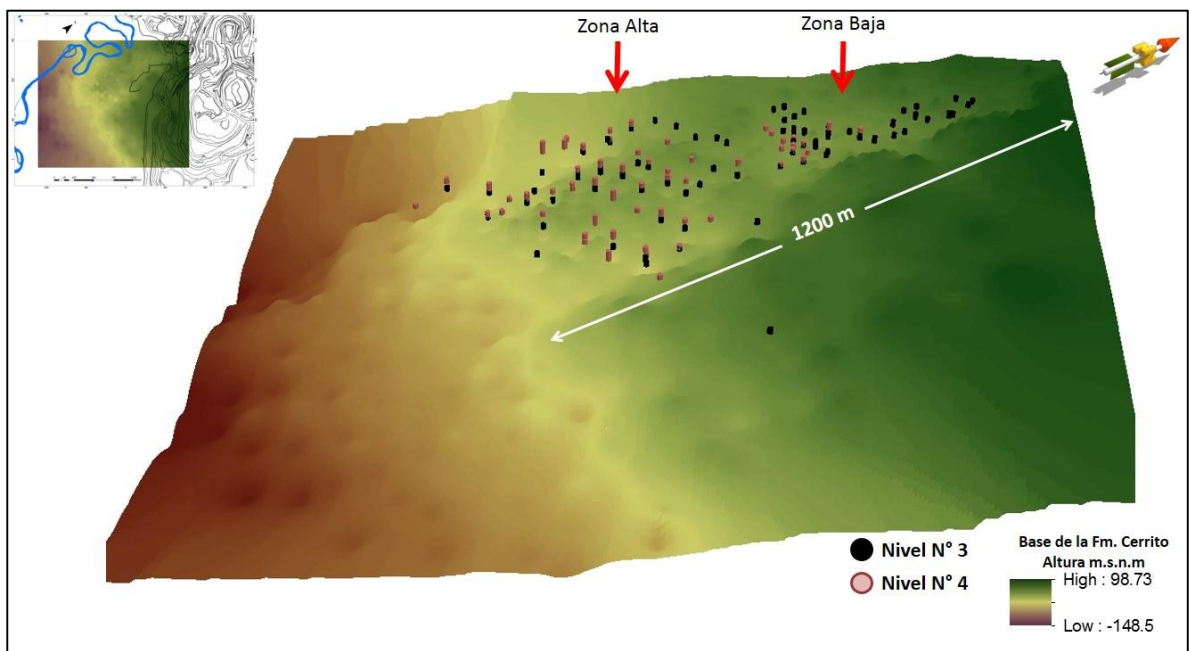 Zona Alta
Zona Baja
1200 m
Nivel N° 3
Nivel N° 4
Base de la Fm. Cerrito
Altura m.s.n.m
High : 98.73
Low : -148.5